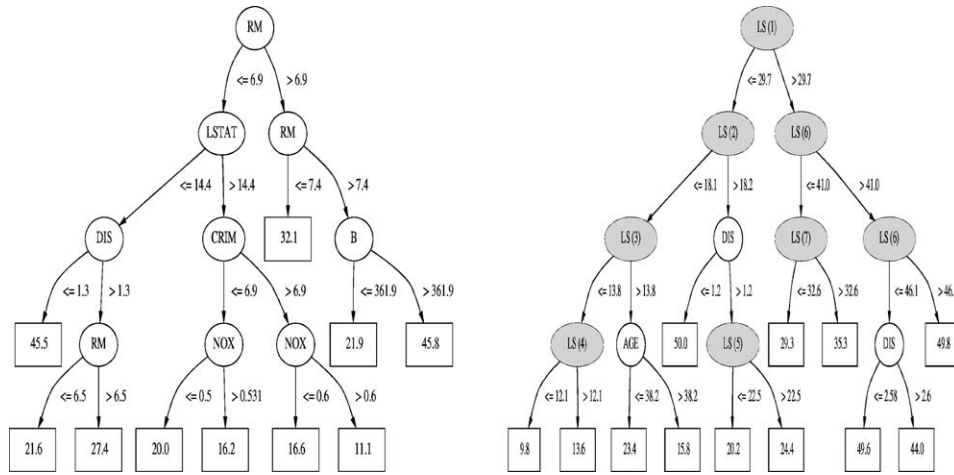 RM
LS (1)
<= 6.9 > 6.9
<= 29.7 > 29.7
LSTAT RM
LS (2) LS (6)
<= 14.4 > 14.4 <= 7.4 > 7.4
<= 18.1 > 18.2 <= 41.0 > 41.0
DIS CRIM 32.1 B
LS (3) DIS LS (7) LS (6)
<= 1.3 > 1.3 <= 6.9 > 6.9 <= 361.9 > 361.9
<= 13.8 > 13.8 <= 1.2 > 1.2 <= 32.6 > 32.6 <= 46.1 > 46.
45.5 RM NOX NOX 21.9 45.8
LS (4) AGE 50.0 LS (5) 29.3 35.3 DIS 49.8
<= 6.5 > 6.5 <= 0.5 > 0.531 <= 0.6 > 0.6
<= 12.1 > 12.1 <= 38.2 > 38.2 <= 22.5 > 22.5 <= 2.58 > 2.6
21.6 27.4 20.0 16.2 16.6 11.1
9.8 13.6 23.4 15.8 20.2 24.4 49.6 44.0